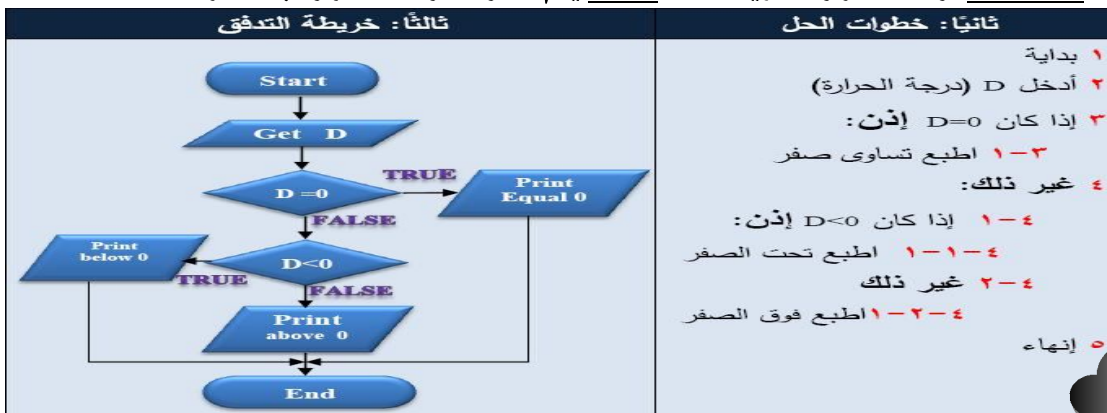 ثانيًا: خطوات الحل
١ بداية
٢ أدخل D (درجة الحرارة)
٣ إذا كان D=0 إذن:
٣-١ اطبع تساوى صفر
٤ غير ذلك:
٤-١ إذا كان D<0 إذن:
٤-١-١ اطبع تحت الصفر
٤-٢ غير ذلك
٤-٢-١ اطبع فوق الصفر
٥ إنهاء
ثالثًا: خريطة التدفق
Start
Get D
D =0
TRUE
Print
Equal 0
FALSE
D<0
TRUE
Print
below 0
FALSE
Print
above 0
End